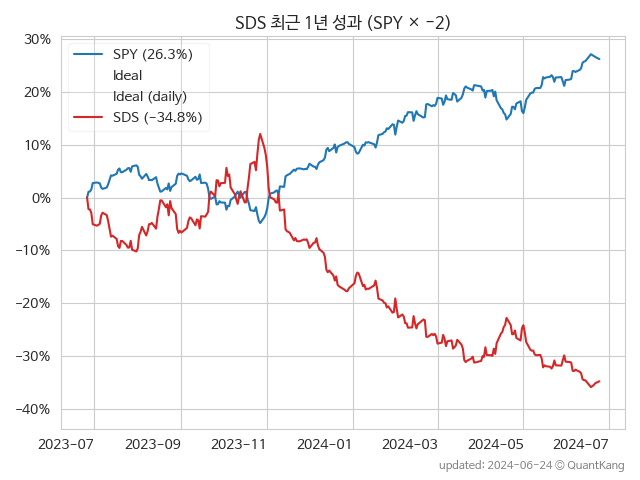 SDS 최근 1년 성과 (SPY × −2)
30%
20%
10%
0%
−10%
−20%
−30%
−40%
SPY (26.3%)
Ideal
Ideal (daily)
SDS (−34.8%)
2023-07 2023-09 2023-11 2024-01 2024-03 2024-05 2024-07
updated: 2024-06-24 © QuantKang